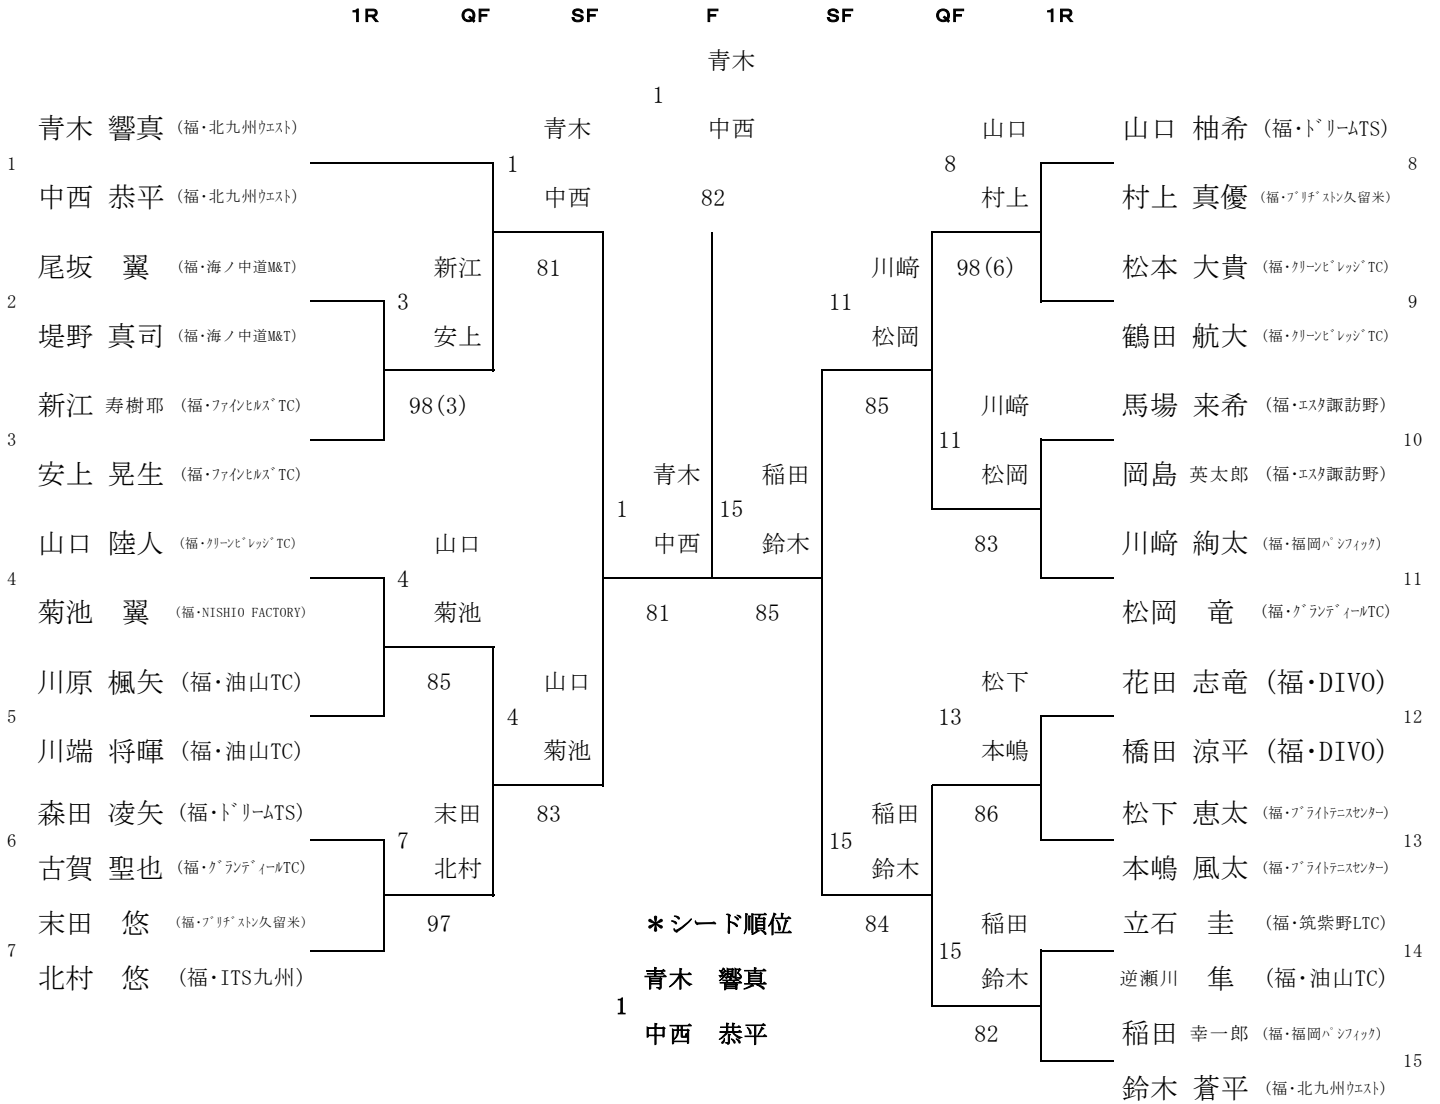 1R QF SF F SF QF 1R
青木
1
青木 響真 (福・北九州ｳｴｽﾄ) 青木 中西 山口 山口 柚希 (福・ﾄﾞﾘｰﾑTS)
1 1 8 8
中西 恭平 (福・北九州ｳｴｽﾄ) 中西 82 村上 村上 真優 (福・ﾌﾞﾘﾁﾞｽﾄﾝ久留米)
尾坂 翼 (福・海ノ中道M&T) 新江 81 川﨑 98(6) 松本 大貴 (福・ｸﾘｰﾝﾋﾞﾚｯｼﾞTC)
2 3 11 9
堤野 真司 (福・海ノ中道M&T) 安上 松岡 鶴田 航大 (福・ｸﾘｰﾝﾋﾞﾚｯｼﾞTC)
新江 寿樹耶 (福・ﾌｧｲﾝﾋﾙｽﾞTC) 98(3) 85 川﨑 馬場 来希 (福・ｴｽﾀ諏訪野)
3 11 10
安上 晃生 (福・ﾌｧｲﾝﾋﾙｽﾞTC) 青木 稲田 松岡 岡島 英太郎 (福・ｴｽﾀ諏訪野)
1 15
山口 陸人 (福・ｸﾘｰﾝﾋﾞﾚｯｼﾞTC) 山口 中西 鈴木 83 川﨑 絢太 (福・福岡ﾊﾟｼﾌｨｯｸ)
4 4 11
菊池 翼 (福・NISHIO FACTORY) 菊池 81 85 松岡 竜 (福・ｸﾞﾗﾝﾃﾞｨｰﾙTC)
川原 楓矢 (福・油山TC) 85 山口 松下 花田 志竜 (福・DIVO)
5 4 13 12
川端 将暉 (福・油山TC) 菊池 本嶋 橋田 涼平 (福・DIVO)
森田 凌矢 (福・ﾄﾞﾘｰﾑTS) 末田 83 稲田 86 松下 恵太 (福・ﾌﾞﾗｲﾄﾃﾆｽｾﾝﾀｰ)
6 7 15 13
古賀 聖也 (福・ｸﾞﾗﾝﾃﾞｨｰﾙTC) 北村 鈴木 本嶋 風太 (福・ﾌﾞﾗｲﾄﾃﾆｽｾﾝﾀｰ)
末田 悠 (福・ﾌﾞﾘﾁﾞｽﾄﾝ久留米) 97 ＊シード順位 84 稲田 立石 圭 (福・筑紫野LTC)
7 15 14
北村 悠 (福・ITS九州) 青木 響真 鈴木 逆瀬川 隼 (福・油山TC)
1
中西 恭平 82 稲田 幸一郎 (福・福岡ﾊﾟｼﾌｨｯｸ)
15
鈴木 蒼平 (福・北九州ｳｴｽﾄ)